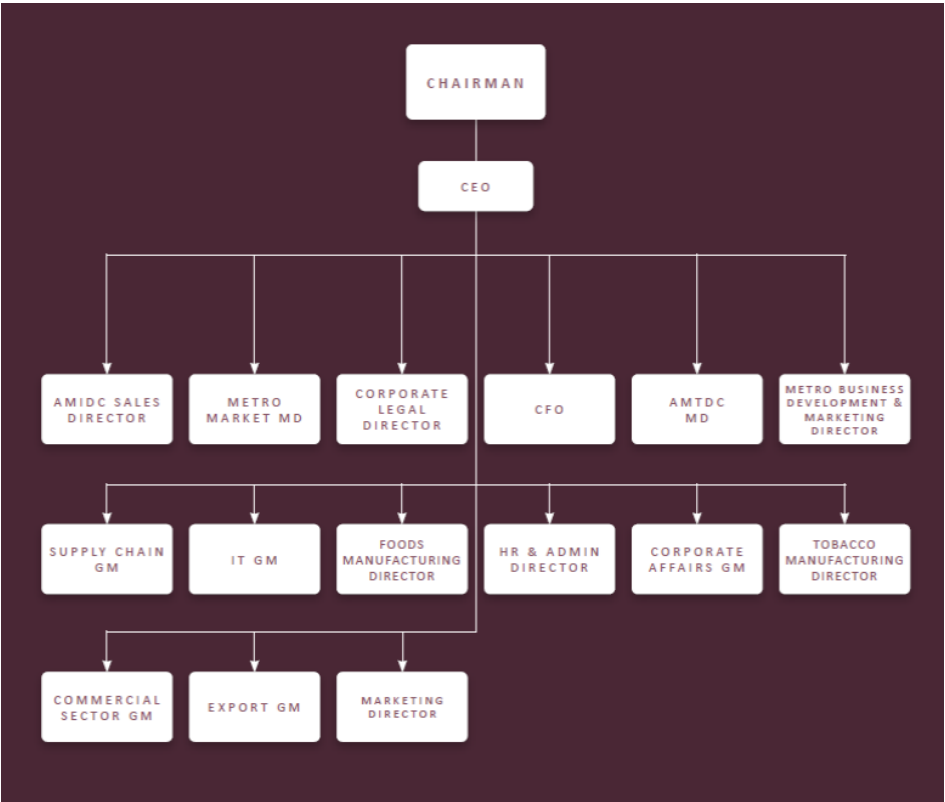 CHAIRMAN
CEO
AMIDC SALES
DIRECTOR
METRO
MARKET MD
CORPORATE
LEGAL
DIRECTOR
CFO
AMTDC
MD
METRO BUSINESS
DEVELOPMENT &
MARKETING
DIRECTOR
SUPPLY CHAIN
GM
IT GM
FOODS
MANUFACTURING
DIRECTOR
HR & ADMIN
DIRECTOR
CORPORATE
AFFAIRS GM
TOBACCO
MANUFACTURING
DIRECTOR
COMMERCIAL
SECTOR GM
EXPORT GM
MARKETING
DIRECTOR